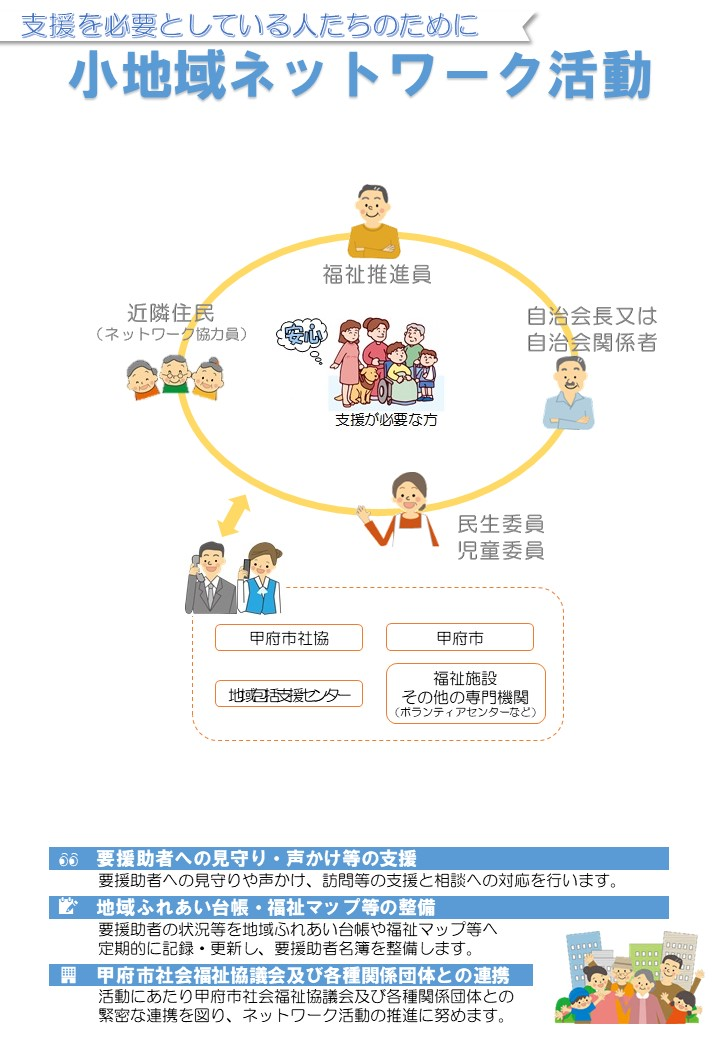 支援を必要としている人たちのために
小地域ネットワーク活動
福祉推進員
近隣住民
（ネットワーク協力員）
自治会長又は
自治会関係者
安心
支援が必要な方
民生委員
児童委員
甲府市社協
甲府市
地域包括支援センター
福祉施設
その他の専門機関
（ボランティアセンターなど）
要援助者への見守り・声かけ等の支援
要援助者への見守りや声かけ、訪問等の支援と相談への対応を行います。
地域ふれあい台帳・福祉マップ等の整備
要援助者の状況等を地域ふれあい台帳や福祉マップ等へ
定期的に記録・更新し、要援助者名簿を整備します。
甲府市社会福祉協議会及び各種関係団体との連携
活動にあたり甲府市社会福祉協議会及び各種関係団体との
緊密な連携を図り、ネットワーク活動の推進に努めます。